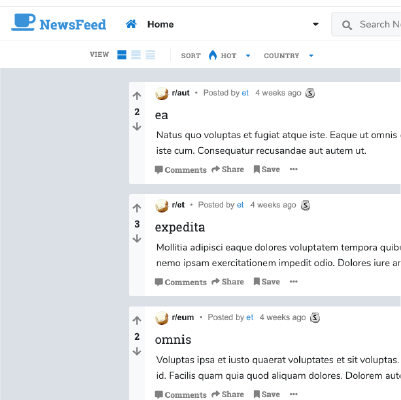 NewsFeed Home Search N
VIEW SORT HOT COUNTRY
r/aut • Posted by et 4 weeks ago
2
ea
Natus quo voluptas et fugiat atque iste. Eaque ut omnis
iste cum. Consequatur recusandae aut autem ut.
Comments Share Save
r/et • Posted by et 4 weeks ago
3
expedita
Mollitia adipisci eaque dolores voluptatem tempora quib
nemo ipsam exercitationem impedit odio. Dolores iure ar
Comments Share Save
r/eum • Posted by et 4 weeks ago
2
omnis
Voluptas ipsa et iusto quaerat voluptates et sit voluptas.
id. Facilis quam quia quod aliquam dolores. Dolorem aut
Comments Share Save